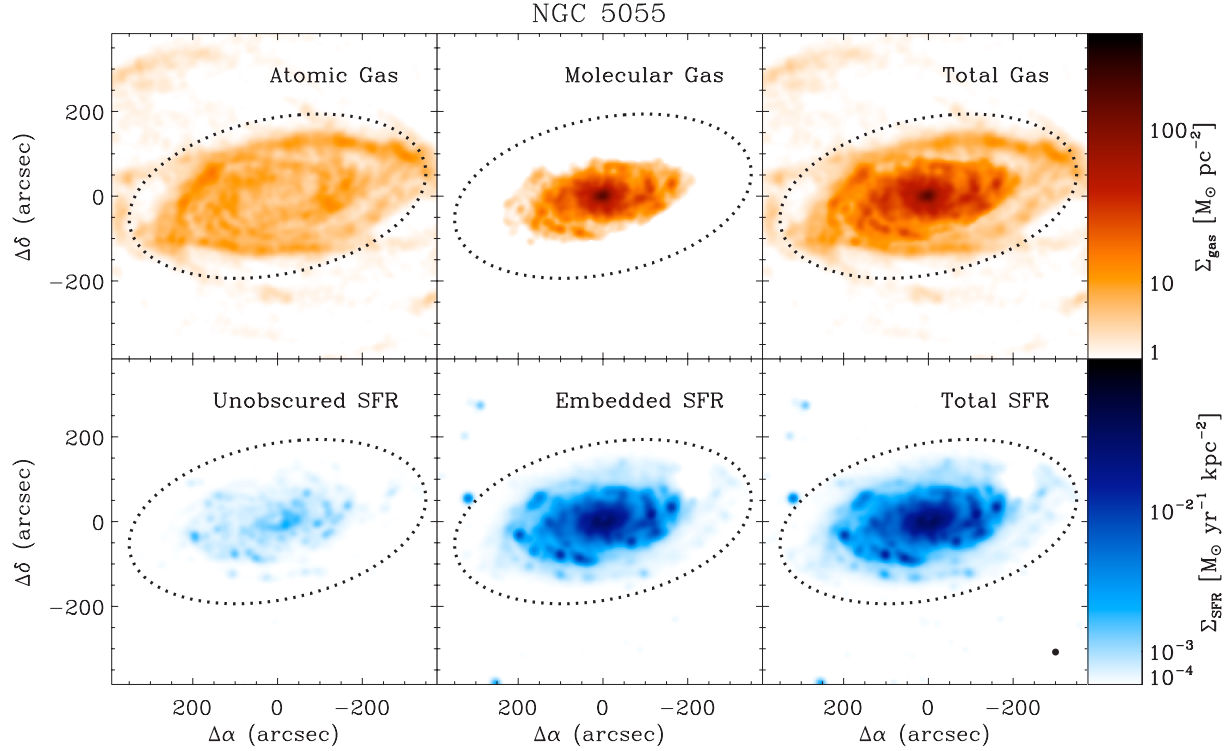 NGC 5055
Atomic Gas
Molecular Gas
Total Gas
200
0
−200
Δδ (arcsec)
100
10
1
Σgas [M⊙ pc−2]
Unobscured SFR
Embedded SFR
Total SFR
200
0
−200
Δδ (arcsec)
10−2
10−3
10−4
ΣSFR [M⊙ yr−1 kpc−2]
200 0 −200
200 0 −200
200 0 −200
Δα (arcsec)
Δα (arcsec)
Δα (arcsec)